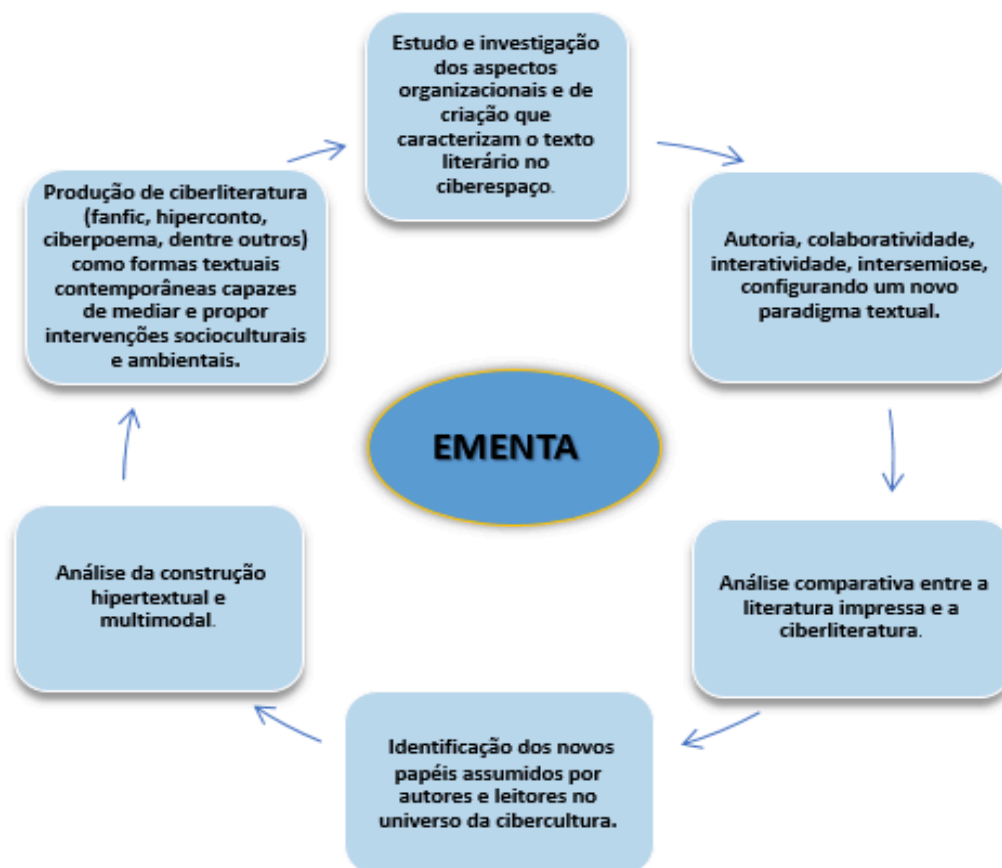 Estudo e investigação
dos aspectos
organizacionais e de
criação que
caracterizam o texto
literário no
ciberespaço.
Autoria, colaboratividade,
interatividade, intersemiose,
configurando um novo
paradigma textual.
Análise comparativa entre a
literatura impressa e a
ciberliteratura.
Identificação dos novos
papéis assumidos por
autores e leitores no
universo da cibercultura.
Análise da construção
hipertextual e
multimodal.
Produção de ciberliteratura
(fanfic, hiperconto,
ciberpoema, dentre outros)
como formas textuais
contemporâneas capazes
de mediar e propor
intervenções socioculturais
e ambientais.
EMENTA